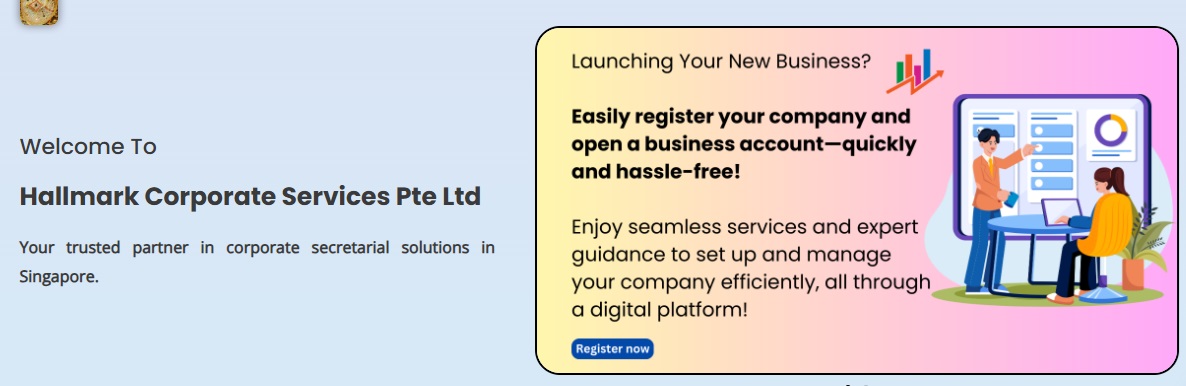 Welcome To
Hallmark Corporate Services Pte Ltd
Your trusted partner in corporate secretarial solutions in
Singapore.
Launching Your New Business?
Easily register your company and
open a business account—quickly
and hassle-free!
Enjoy seamless services and expert
guidance to set up and manage
your company efficiently, all through
a digital platform!
Register now